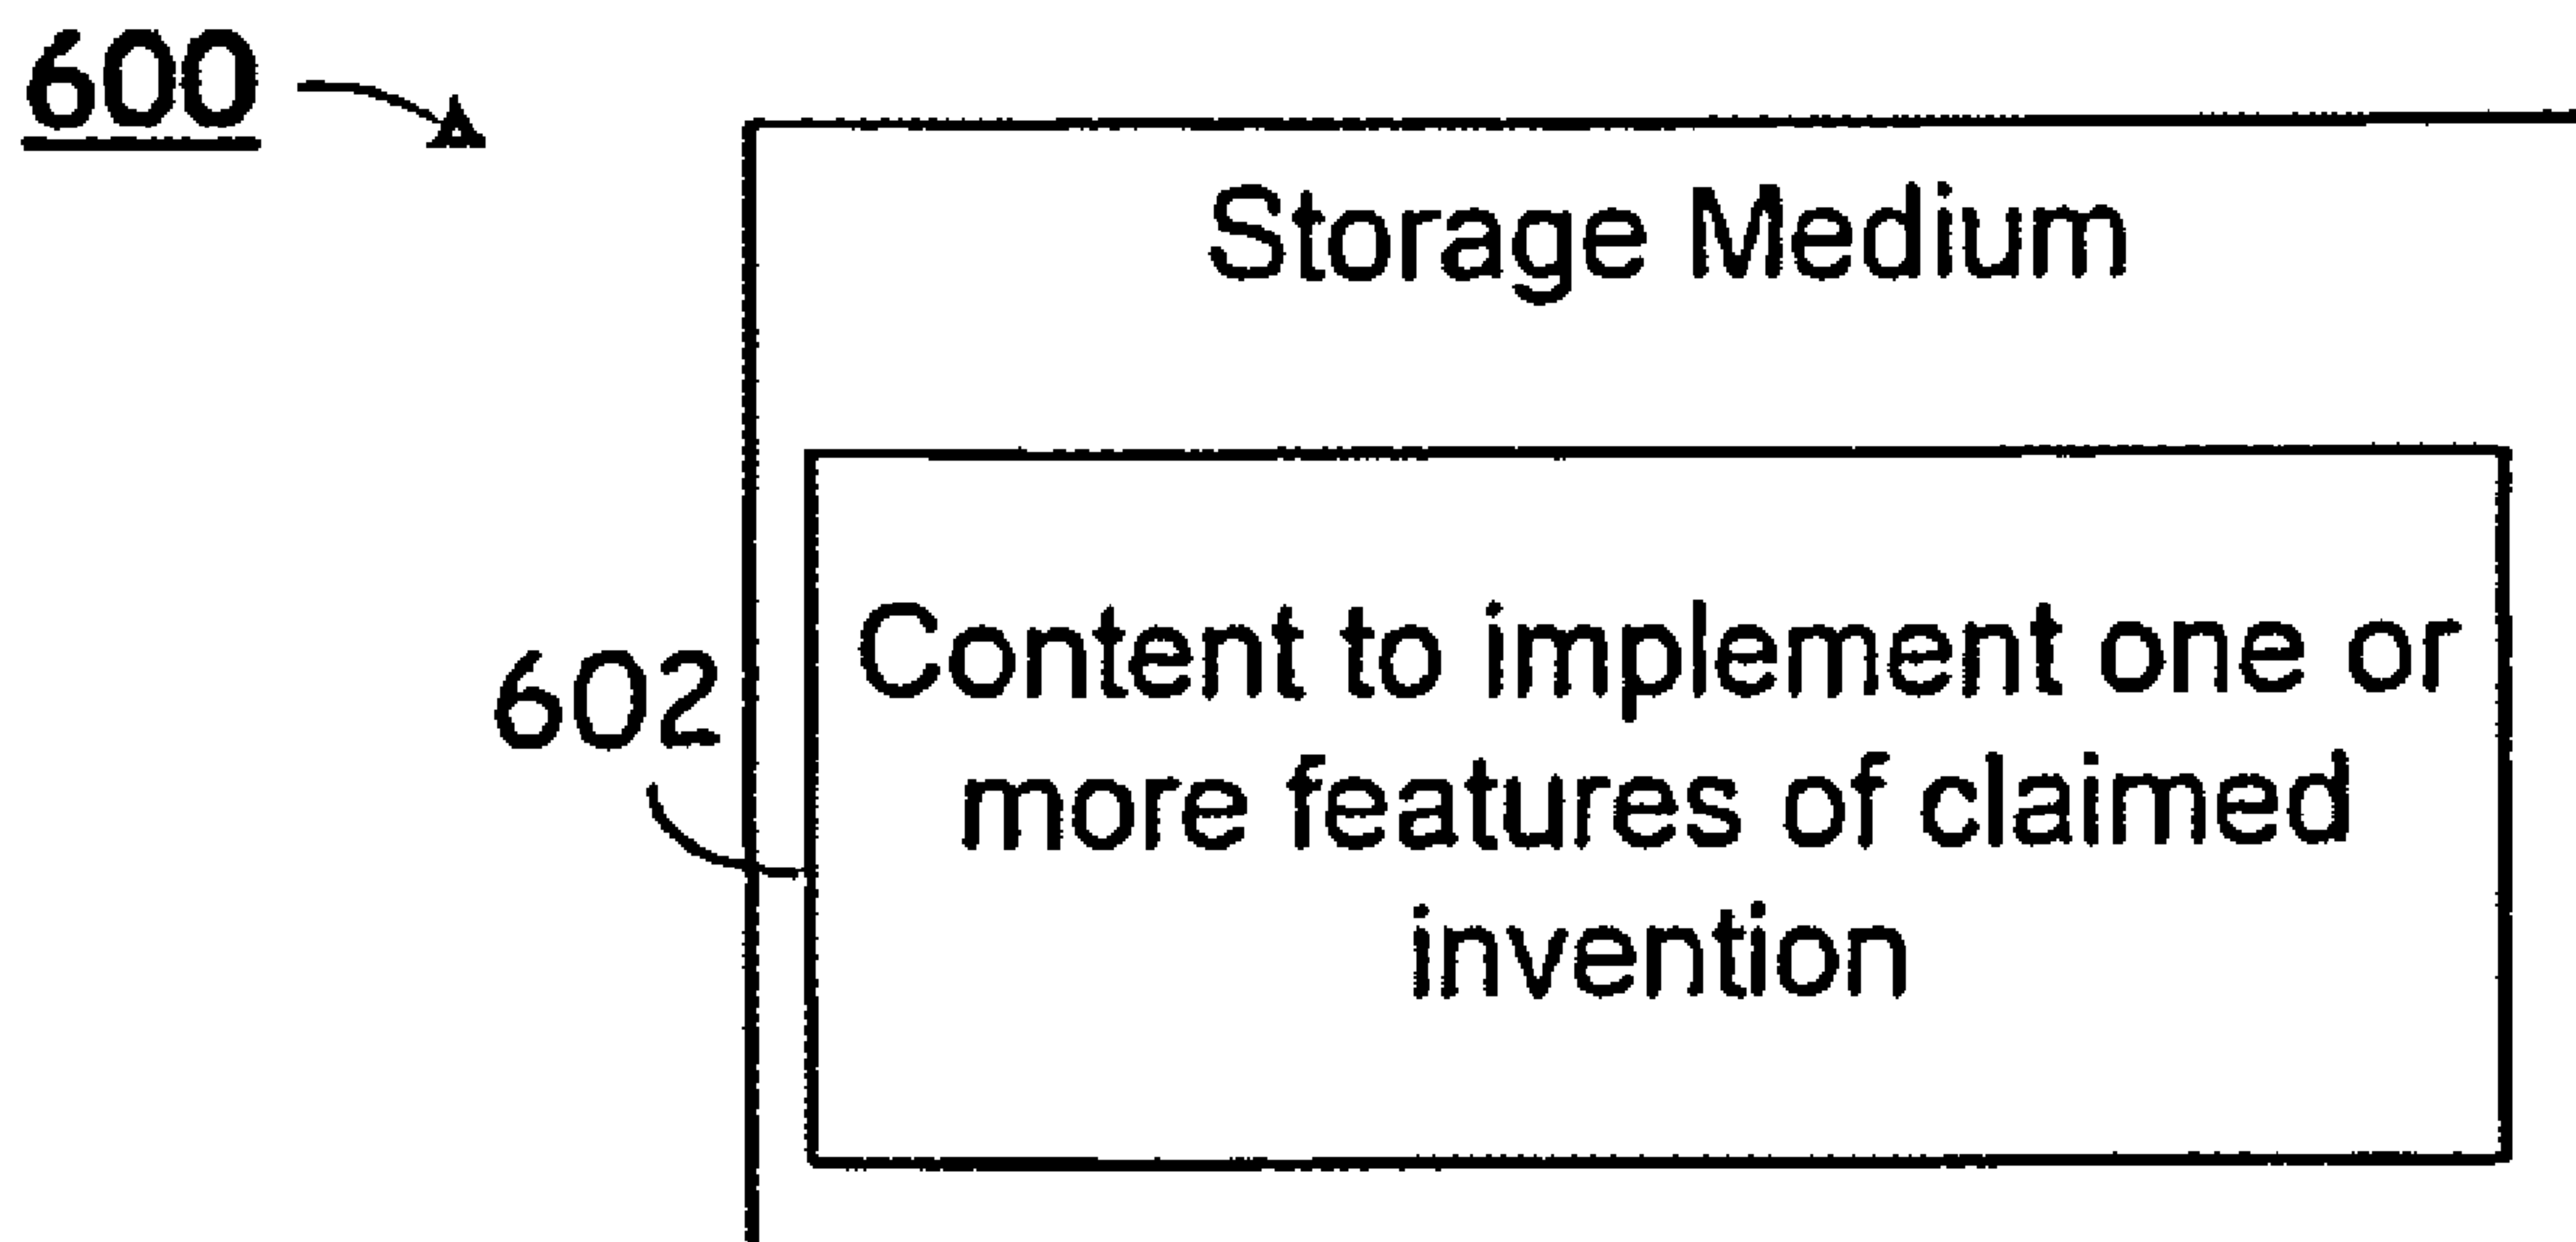 600
Storage Medium
602
Content to implement one or
more features of claimed
invention